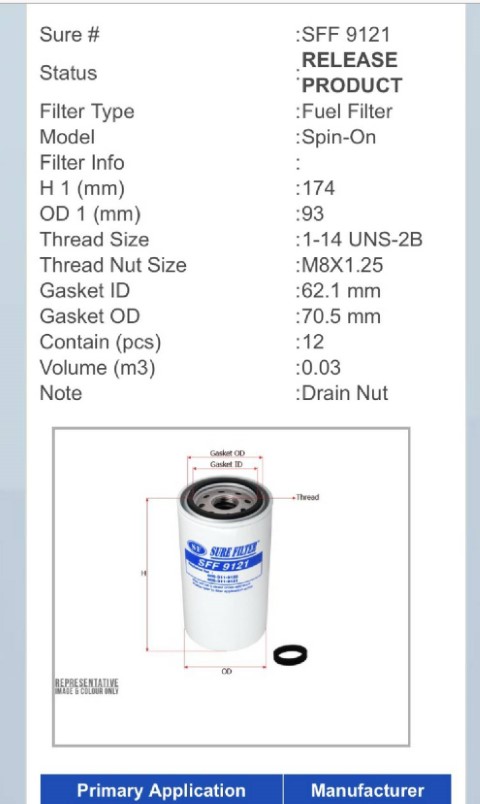 Sure # :SFF 9121
Status :RELEASE
PRODUCT
Filter Type :Fuel Filter
Model :Spin-On
Filter Info :
H 1 (mm) :174
OD 1 (mm) :93
Thread Size :1-14 UNS-2B
Thread Nut Size :M8X1.25
Gasket ID :62.1 mm
Gasket OD :70.5 mm
Contain (pcs) :12
Volume (m3) :0.03
Note :Drain Nut
Gasket OD
Gasket ID
Thread
H
SF SURE FILTER
SFF 9121
OD
REPRESENTATIVE
IMAGE & COLOUR ONLY
Primary Application Manufacturer